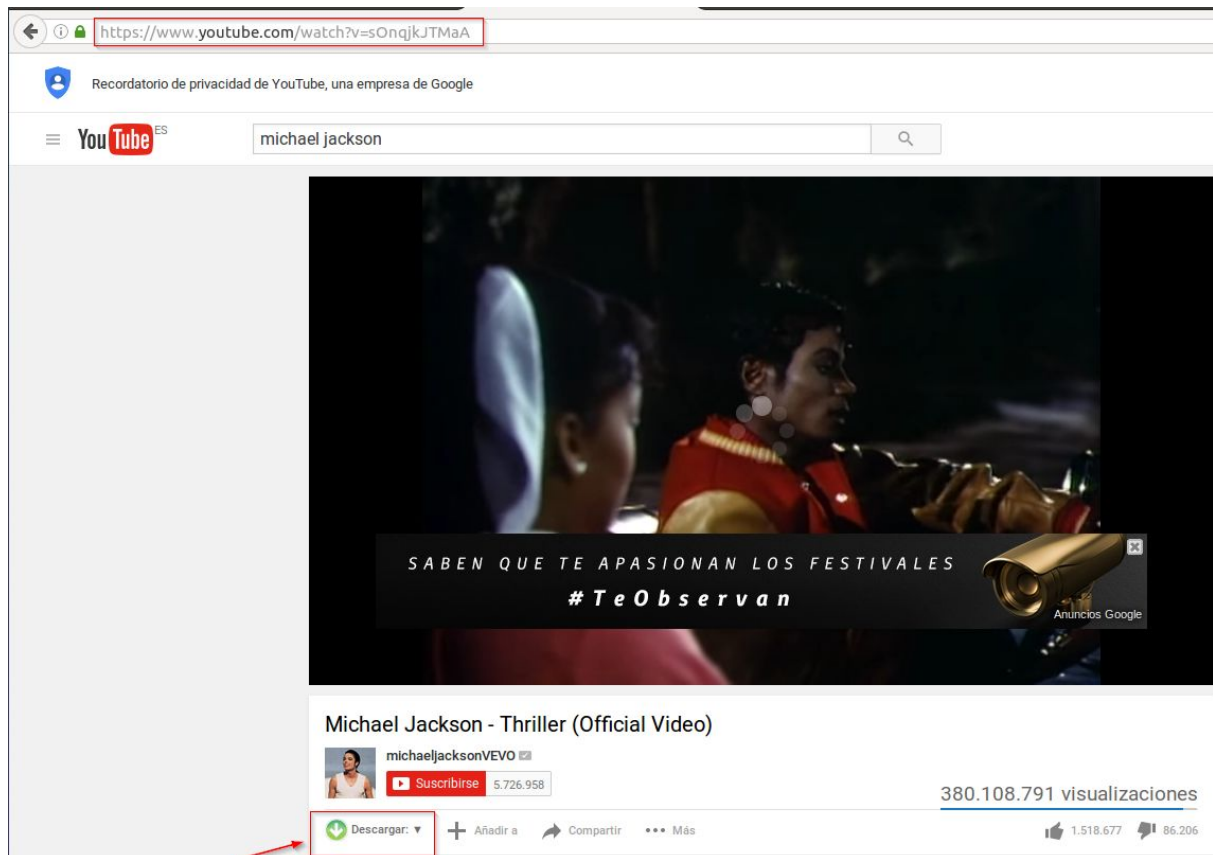 https://www.youtube.com/watch?v=sOnqjkJTMaA
Recordatorio de privacidad de YouTube, una empresa de Google
YouTube ES
michael jackson
SABEN QUE TE APASIONAN LOS FESTIVALES
#TeObservan
Anuncios Google
Michael Jackson - Thriller (Official Video)
michaeljacksonVEVO
Suscribirse 5.726.958
380.108.791 visualizaciones
Descargar: ▼ Añadir a Compartir ••• Más 1.518.677 86.206